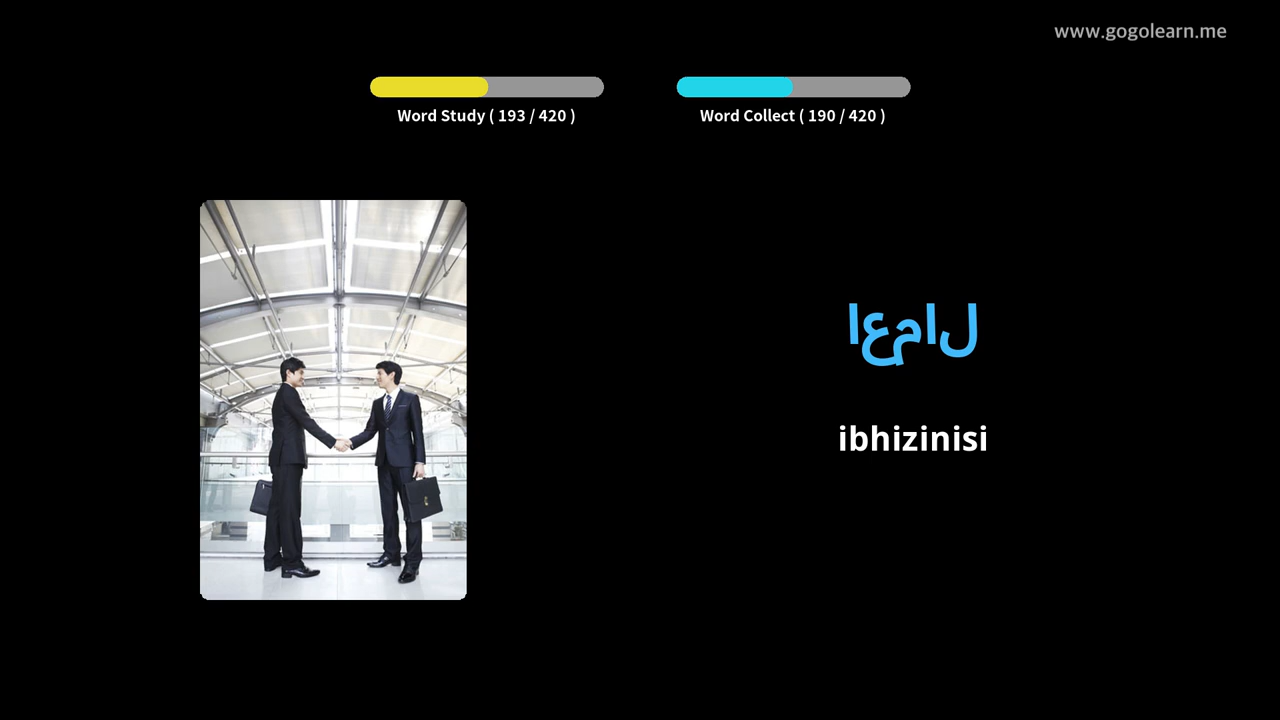 www.gogolearn.me
Word Study ( 193 / 420 )
Word Collect ( 190 / 420 )
اعمال
ibhizinisi